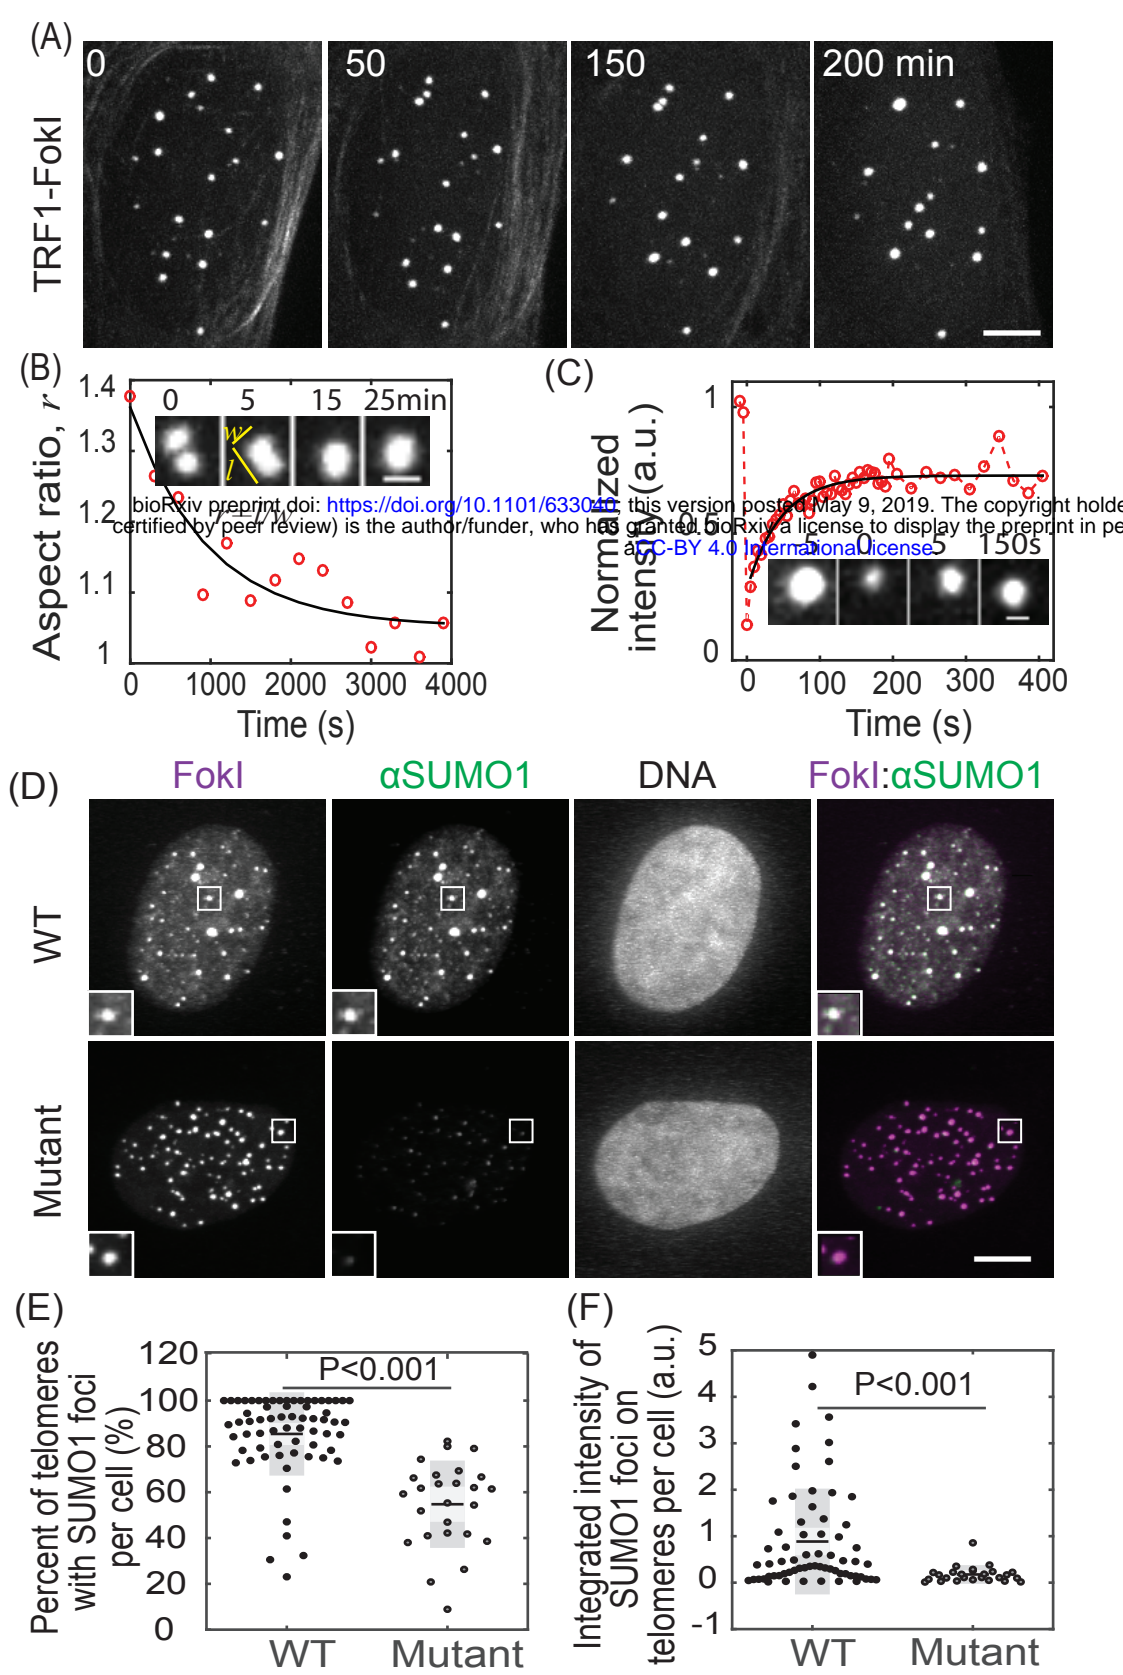 (A)
TRF1-FokI
0
50
150
200 min
(B)
Aspect ratio, r
1.4
1.3
1.2
1.1
1
0
5
15
25min
w
l
r=l/w
0
1000
2000
3000
4000
Time (s)
(C)
Normalized
intensity (a.u.)
1
0.5
0
-5
0
5
150s
0
100
200
300
400
Time (s)
bioRxiv preprint doi: https://doi.org/10.1101/633040; this version posted May 9, 2019. The copyright holde
certified by peer review) is the author/funder, who has granted bioRxiv a license to display the preprint in pe
aCC-BY 4.0 International license
(D)
FokI
αSUMO1
DNA
FokI:αSUMO1
WT
Mutant
(E)
Percent of telomeres
with SUMO1 foci
per cell (%)
120
100
80
60
40
20
0
P<0.001
WT
Mutant
(F)
Integrated intensity of
SUMO1 foci on
telomeres per cell (a.u.)
5
4
3
2
1
0
-1
P<0.001
WT
Mutant